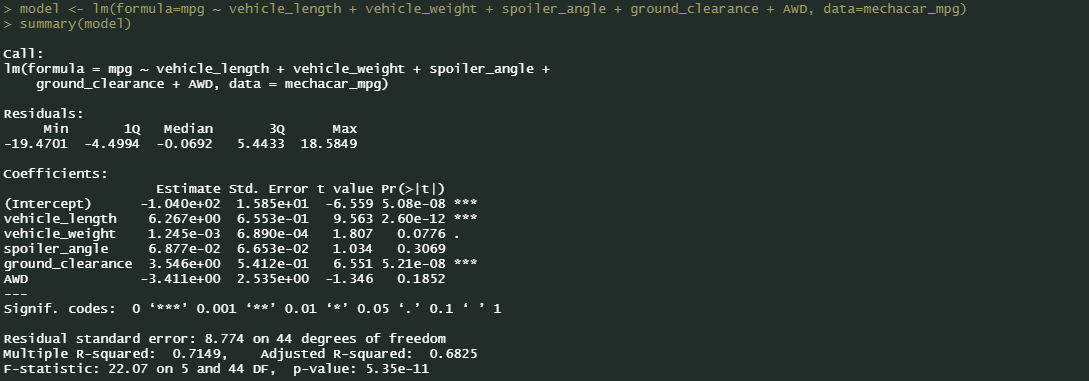 > model <- lm(formula=mpg ~ vehicle_length + vehicle_weight + spoiler_angle + ground_clearance + AWD, data=mechacar_mpg)
> summary(model)
Call:
lm(formula = mpg ~ vehicle_length + vehicle_weight + spoiler_angle +
    ground_clearance + AWD, data = mechacar_mpg)
Residuals:
     Min       1Q   Median       3Q      Max
-19.4701  -4.4994  -0.0692   5.4433  18.5849
Coefficients:
                   Estimate Std. Error t value Pr(>|t|)
(Intercept)      -1.040e+02  1.585e+01  -6.559 5.08e-08 ***
vehicle_length    6.267e+00  6.553e-01   9.563 2.60e-12 ***
vehicle_weight    1.245e-03  6.890e-04   1.807   0.0776 .
spoiler_angle     6.877e-02  6.653e-02   1.034   0.3069
ground_clearance  3.546e+00  5.412e-01   6.551 5.21e-08 ***
AWD              -3.411e+00  2.535e+00  -1.346   0.1852
---
Signif. codes:  0 ‘***’ 0.001 ‘**’ 0.01 ‘*’ 0.05 ‘.’ 0.1 ‘ ’ 1
Residual standard error: 8.774 on 44 degrees of freedom
Multiple R-squared:  0.7149,    Adjusted R-squared:  0.6825
F-statistic: 22.07 on 5 and 44 DF,  p-value: 5.35e-11